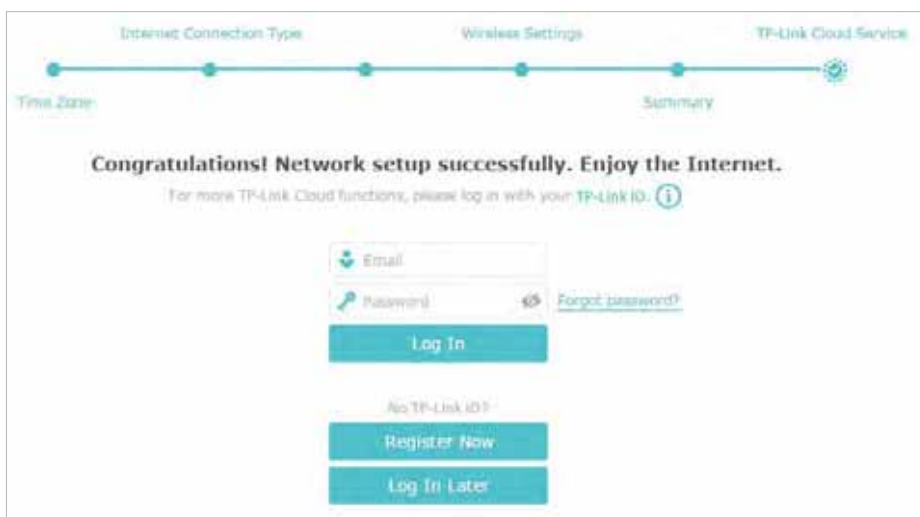 Internet Connection Type
Wireless Settings
TP-Link Cloud Service
Time Zone
Summary
Congratulations! Network setup successfully. Enjoy the Internet.
For more TP-Link Cloud functions, please log in with your TP-Link ID.
Email
Password
Forgot password?
Log In
No TP-Link ID?
Register Now
Log In Later